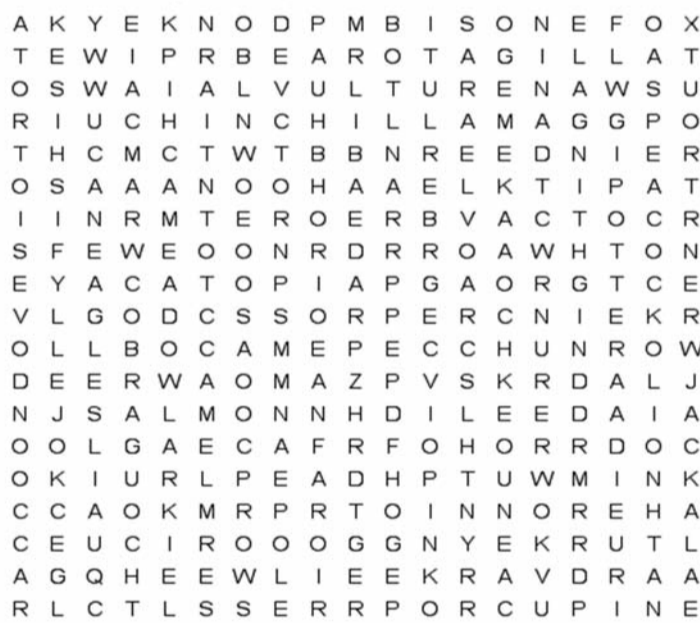 A K Y E K N O D P M B I S O N E F O X
T E W I P R B E A R O T A G I L L A T
O S W A I A L V U L T U R E N A W S U
R I U C H I N C H I L L A M A G G P O
T H C M C T W T B B N R E E D N I E R
O S A A A N O O H A A E L K T I P A T
I I N R M T E R O E R B V A C T O C R
S F E W E O O N R D R R O A W H T O N
E Y A C A T O P I A P G A O R G T C E
V L G O D C S S O R P E R C N I E K R
O L L B O C A M E P E C C H U N R O W
D E E R W A O M A Z P V S K R D A L J
N J S A L M O N N H D I L E E D A I A
O O L G A E C A F R F O H O R R D O C
O K I U R L P E A D H P T U W M I N K
C C A O K M R P R T O I N N O R E H A
C E U C I R O O O G G N Y E K R U T L
A G Q H E E W L I E E K R A V D R A A
R L C T L S S E R R P O R C U P I N E